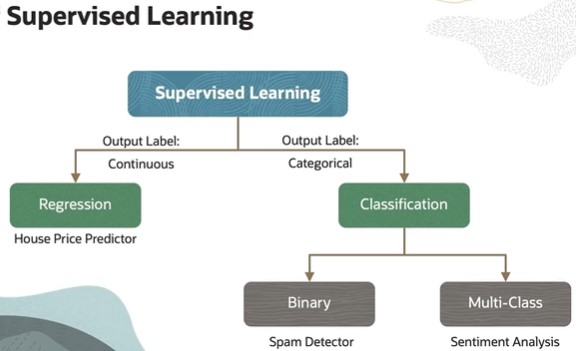 Supervised Learning
Supervised Learning
Output Label:
Continuous
Output Label:
Categorical
Regression
House Price Predictor
Classification
Binary
Spam Detector
Multi-Class
Sentiment Analysis